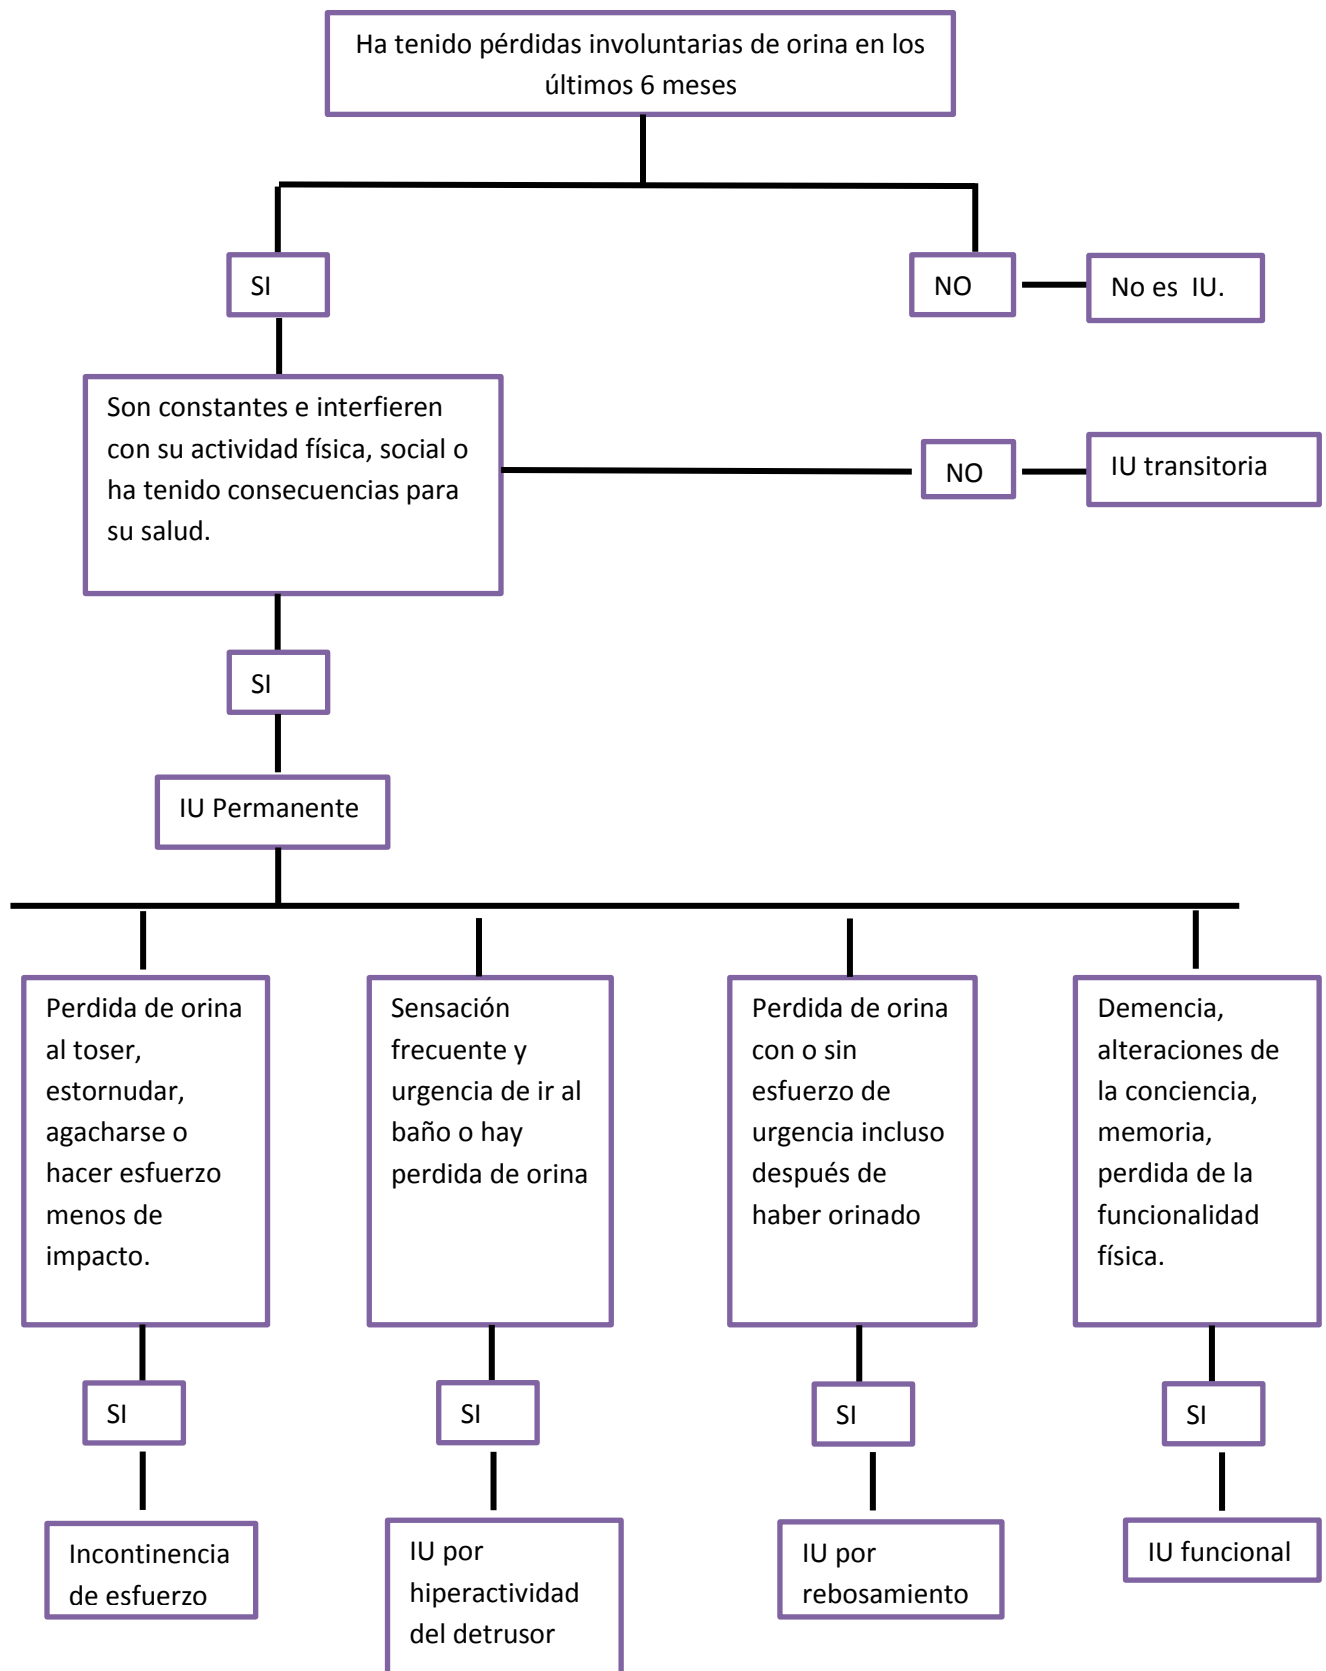 Ha tenido pérdidas involuntarias de orina en los
últimos 6 meses
SI
NO
No es  IU.
Son constantes e interfieren
con su actividad física, social o
ha tenido consecuencias para
su salud.
NO
IU transitoria
SI
IU Permanente
Perdida de orina
al toser,
estornudar,
agacharse o
hacer esfuerzo
menos de
impacto.
Sensación
frecuente y
urgencia de ir al
baño o hay
perdida de orina
Perdida de orina
con o sin
esfuerzo de
urgencia incluso
después de
haber orinado
Demencia,
alteraciones de
la conciencia,
memoria,
perdida de la
funcionalidad
física.
SI
SI
SI
SI
Incontinencia
de esfuerzo
IU por
hiperactividad
del detrusor
IU por
rebosamiento
IU funcional